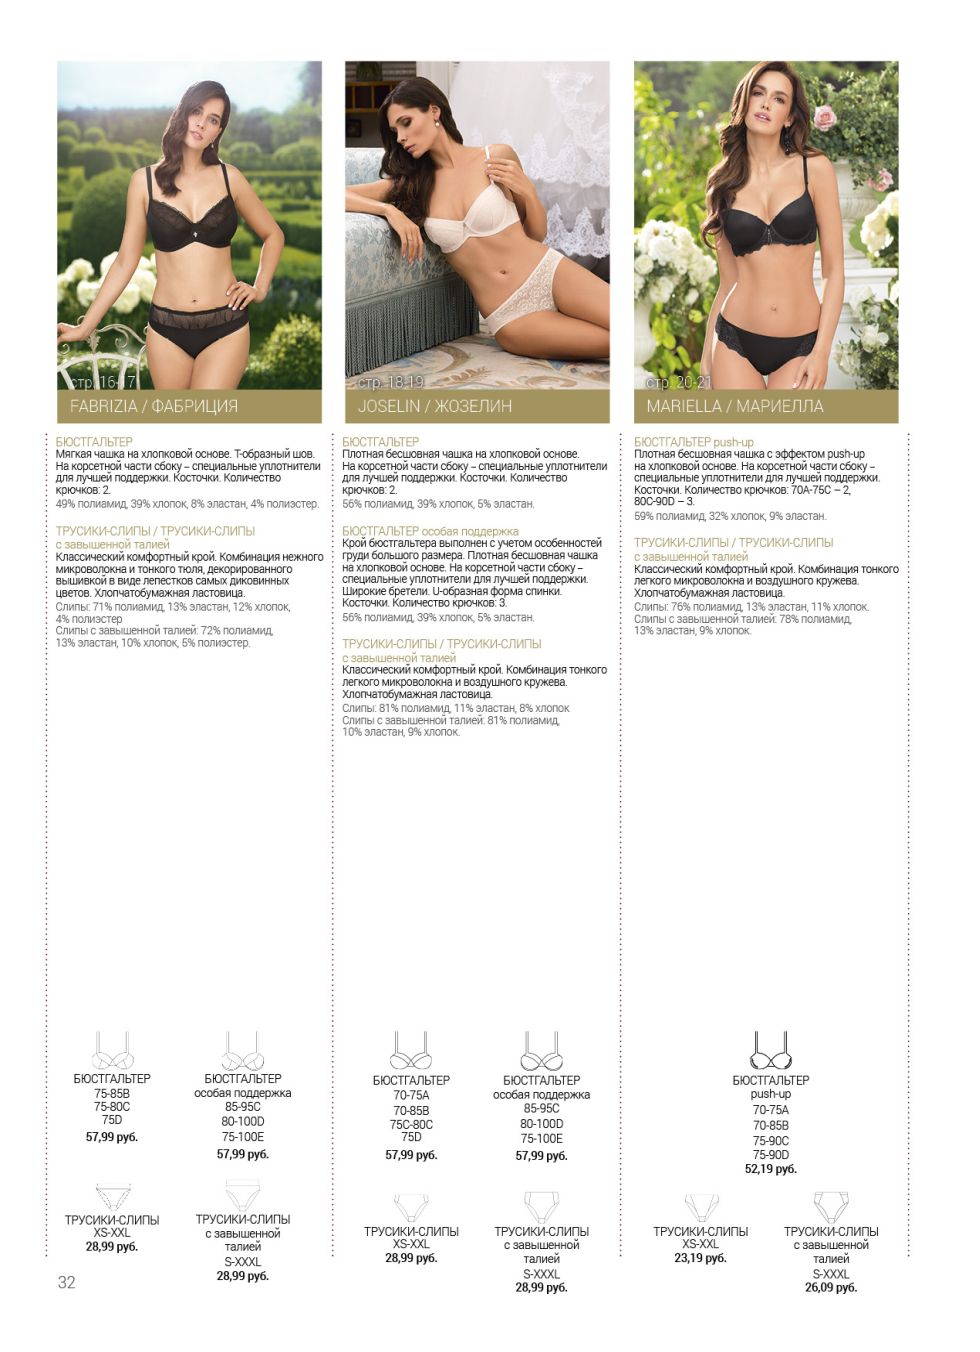 стр. 16-17
FABRIZIA / ФАБРИЦИЯ
БЮСТГАЛЬТЕР
Мягкая чашка на хлопковой основе. Т-образный шов.
На корсетной части сбоку – специальные уплотнители
для лучшей поддержки. Косточки. Количество
крючков: 2.
49% полиамид, 39% хлопок, 8% эластан, 4% полиэстер.
ТРУСИКИ-СЛИПЫ / ТРУСИКИ-СЛИПЫ
с завышенной талией
Классический комфортный крой. Комбинация нежного
микроволокна и тонкого тюля, декорированного
вышивкой в виде лепестков самых диковинных
цветов. Хлопчатобумажная ластовица.
Слипы: 71% полиамид, 13% эластан, 12% хлопок,
4% полиэстер
Слипы с завышенной талией: 72% полиамид,
13% эластан, 10% хлопок, 5% полиэстер.
БЮСТГАЛЬТЕР
75-85B
75-80C
75D
57,99 руб.
БЮСТГАЛЬТЕР
особая поддержка
85-95C
80-100D
75-100E
57,99 руб.
ТРУСИКИ-СЛИПЫ
XS-XXL
28,99 руб.
ТРУСИКИ-СЛИПЫ
с завышенной
талией
S-XXXL
28,99 руб.
стр. 18-19
JOSELIN / ЖОЗЕЛИН
БЮСТГАЛЬТЕР
Плотная бесшовная чашка на хлопковой основе.
На корсетной части сбоку – специальные уплотнители
для лучшей поддержки. Косточки. Количество
крючков: 2.
56% полиамид, 39% хлопок, 5% эластан.
БЮСТГАЛЬТЕР особая поддержка
Крой бюстгальтера выполнен с учетом особенностей
груди большого размера. Плотная бесшовная чашка
на хлопковой основе. На корсетной части сбоку –
специальные уплотнители для лучшей поддержки.
Широкие бретели. U-образная форма спинки.
Косточки. Количество крючков: 3.
56% полиамид, 39% хлопок, 5% эластан.
ТРУСИКИ-СЛИПЫ / ТРУСИКИ-СЛИПЫ
с завышенной талией
Классический комфортный крой. Комбинация тонкого
легкого микроволокна и воздушного кружева.
Хлопчатобумажная ластовица.
Слипы: 81% полиамид, 11% эластан, 8% хлопок
Слипы с завышенной талией: 81% полиамид,
10% эластан, 9% хлопок.
БЮСТГАЛЬТЕР
70-75A
70-85B
75C-80C
75D
57,99 руб.
БЮСТГАЛЬТЕР
особая поддержка
85-95C
80-100D
75-100E
57,99 руб.
ТРУСИКИ-СЛИПЫ
XS-XXL
28,99 руб.
ТРУСИКИ-СЛИПЫ
с завышенной
талией
S-XXXL
28,99 руб.
стр. 20-21
MARIELLA / МАРИЕЛЛА
БЮСТГАЛЬТЕР push-up
Плотная бесшовная чашка с эффектом push-up
на хлопковой основе. На корсетной части сбоку –
специальные уплотнители для лучшей поддержки.
Косточки. Количество крючков: 70A-75C – 2,
80C-90D – 3.
59% полиамид, 32% хлопок, 9% эластан.
ТРУСИКИ-СЛИПЫ / ТРУСИКИ-СЛИПЫ
с завышенной талией
Классический комфортный крой. Комбинация тонкого
легкого микроволокна и воздушного кружева.
Хлопчатобумажная ластовица.
Слипы: 76% полиамид, 13% эластан, 11% хлопок.
Слипы с завышенной талией: 78% полиамид,
13% эластан, 9% хлопок.
БЮСТГАЛЬТЕР
push-up
70-75A
70-85B
75-90C
75-90D
52,19 руб.
ТРУСИКИ-СЛИПЫ
XS-XXL
23,19 руб.
ТРУСИКИ-СЛИПЫ
с завышенной
талией
S-XXXL
26,09 руб.
32